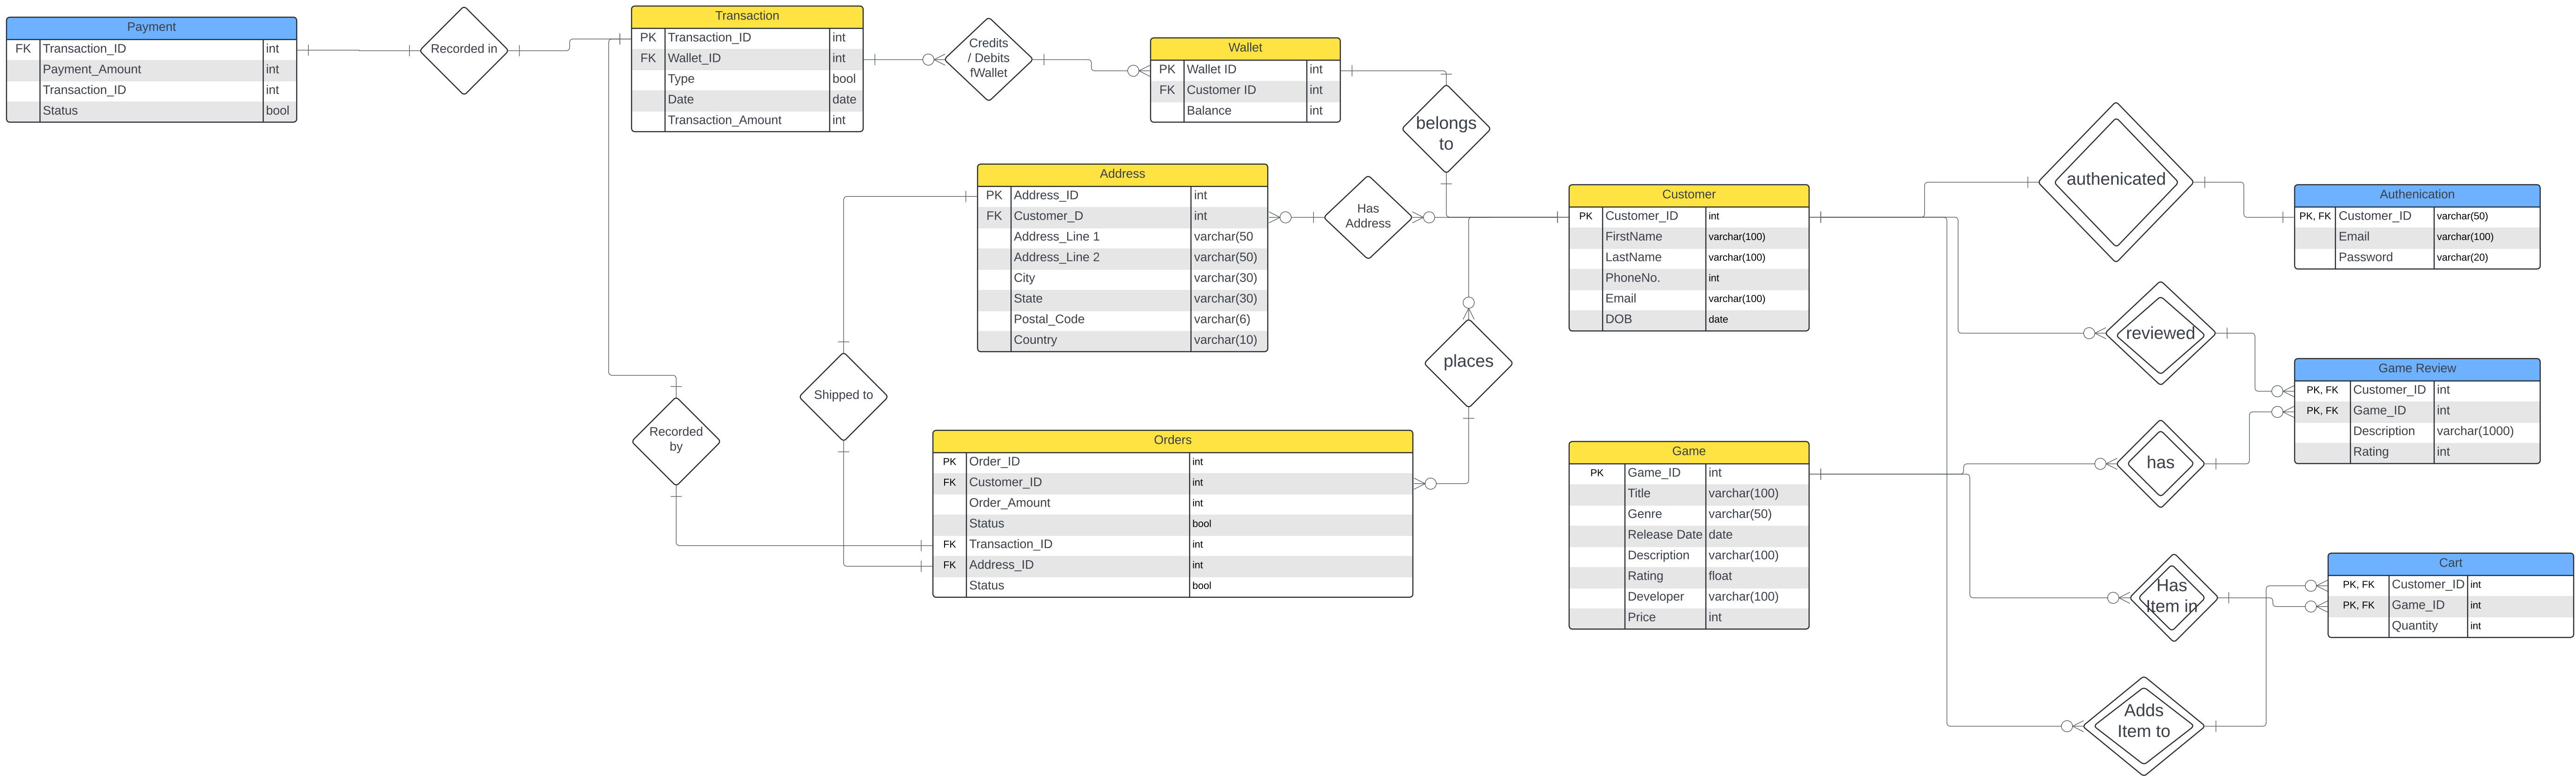 Payment
FK Transaction_ID int
Payment_Amount int
Transaction_ID int
Status bool
Recorded in
Transaction
PK Transaction_ID int
FK Wallet_ID int
Type bool
Date date
Transaction_Amount int
Credits
/ Debits
fWallet
Wallet
PK Wallet ID int
FK Customer ID int
Balance int
belongs
to
Address
PK Address_ID int
FK Customer_D int
Address_Line 1 varchar(50
Address_Line 2 varchar(50)
City varchar(30)
State varchar(30)
Postal_Code varchar(6)
Country varchar(10)
Has
Address
Customer
PK Customer_ID int
FirstName varchar(100)
LastName varchar(100)
PhoneNo. int
Email varchar(100)
DOB date
authenicated
Authenication
PK, FK Customer_ID varchar(50)
Email varchar(100)
Password varchar(20)
reviewed
Game Review
PK, FK Customer_ID int
PK, FK Game_ID int
Description varchar(1000)
Rating int
places
Shipped to
Recorded
by
Orders
PK Order_ID int
FK Customer_ID int
Order_Amount int
Status bool
FK Transaction_ID int
FK Address_ID int
Status bool
Game
PK Game_ID int
Title varchar(100)
Genre varchar(50)
Release Date date
Description varchar(100)
Rating float
Developer varchar(100)
Price int
has
Has
Item in
Cart
PK, FK Customer_ID int
PK, FK Game_ID int
Quantity int
Adds
Item to